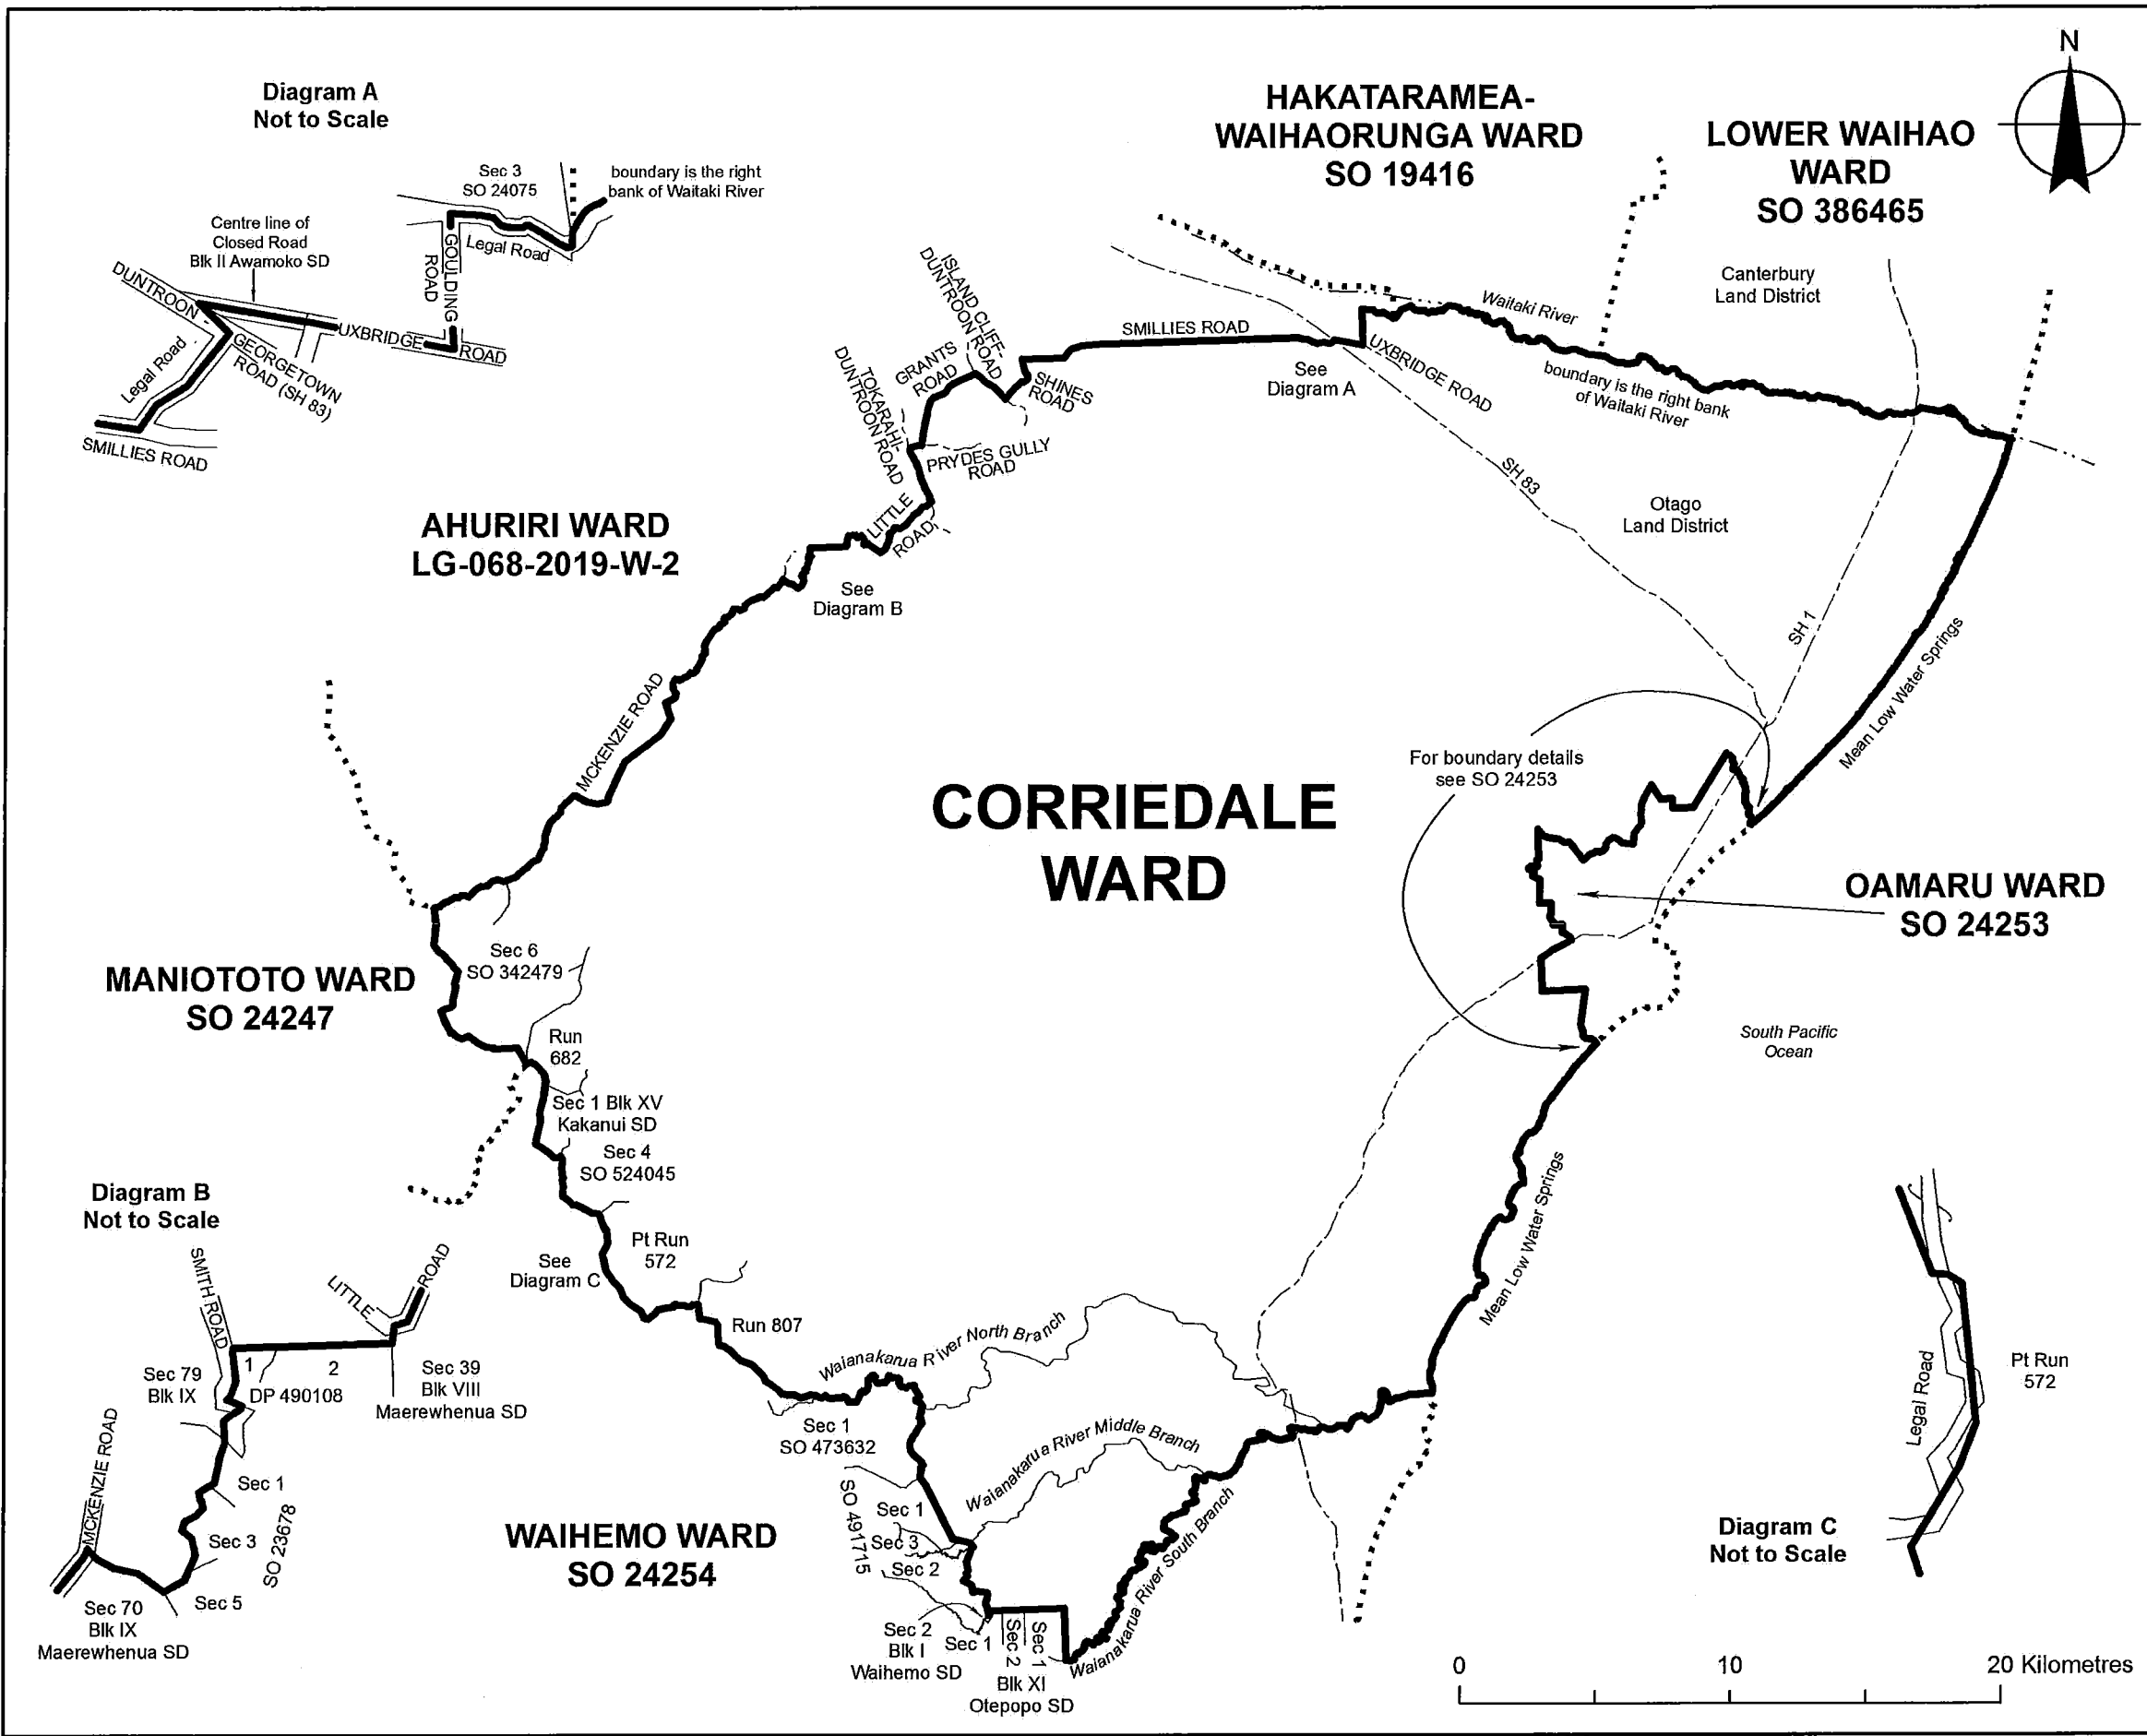 Diagram A
Not to Scale
Sec 3
SO 24075
boundary is the right
bank of Waitaki River
Centre line of
Closed Road
Blk II Awamoko SD
GOULDING
ROAD
Legal Road
DUNTROON -
GEORGETOWN
ROAD (SH 83)
UXBRIDGE
ROAD
Legal Road
SMILLIES ROAD
HAKATARAMEA-
WAIHAORUNGA WARD
SO 19416
LOWER WAIHAO
WARD
SO 386465
N
Canterbury
Land District
Waitaki River
boundary is the right bank
of Waitaki River
ISLAND CLIFF-
DUNTROON ROAD
SMILLIES ROAD
GRANTS
ROAD
SHINES
ROAD
TOKARAHI-
DUNTROON ROAD
PRYDES GULLY
ROAD
See
Diagram A
UXBRIDGE ROAD
SH 83
Otago
Land District
AHURIRI WARD
LG-068-2019-W-2
LITTLE
ROAD
See
Diagram B
SH 1
Mean Low Water Springs
MCKENZIE ROAD
For boundary details
see SO 24253
CORRIEDALE
WARD
OAMARU WARD
SO 24253
MANIOTOTO WARD
SO 24247
Sec 6
SO 342479
Run
682
South Pacific
Ocean
Sec 1 Blk XV
Kakanui SD
Sec 4
SO 524045
Pt Run
572
See
Diagram C
Run 807
Mean Low Water Springs
Diagram B
Not to Scale
SMITH ROAD
LITTLE
ROAD
1
2
Sec 79
Blk IX
DP 490108
Sec 39
Blk VIII
Maerewhenua SD
MCKENZIE ROAD
Sec 1
Sec 3
SO 23678
Sec 5
Sec 70
Blk IX
Maerewhenua SD
Waianakarua River North Branch
Sec 1
SO 473632
Waianakarua River Middle Branch
SO 491715
Sec 1
Sec 3
Sec 2
WAIHEMO WARD
SO 24254
Waianakarua River South Branch
Sec 2
Blk I
Waihemo SD
Sec 1
Sec 2
Sec 1
Blk XI
Otepopo SD
Legal Road
Pt Run
572
Diagram C
Not to Scale
0
10
20 Kilometres